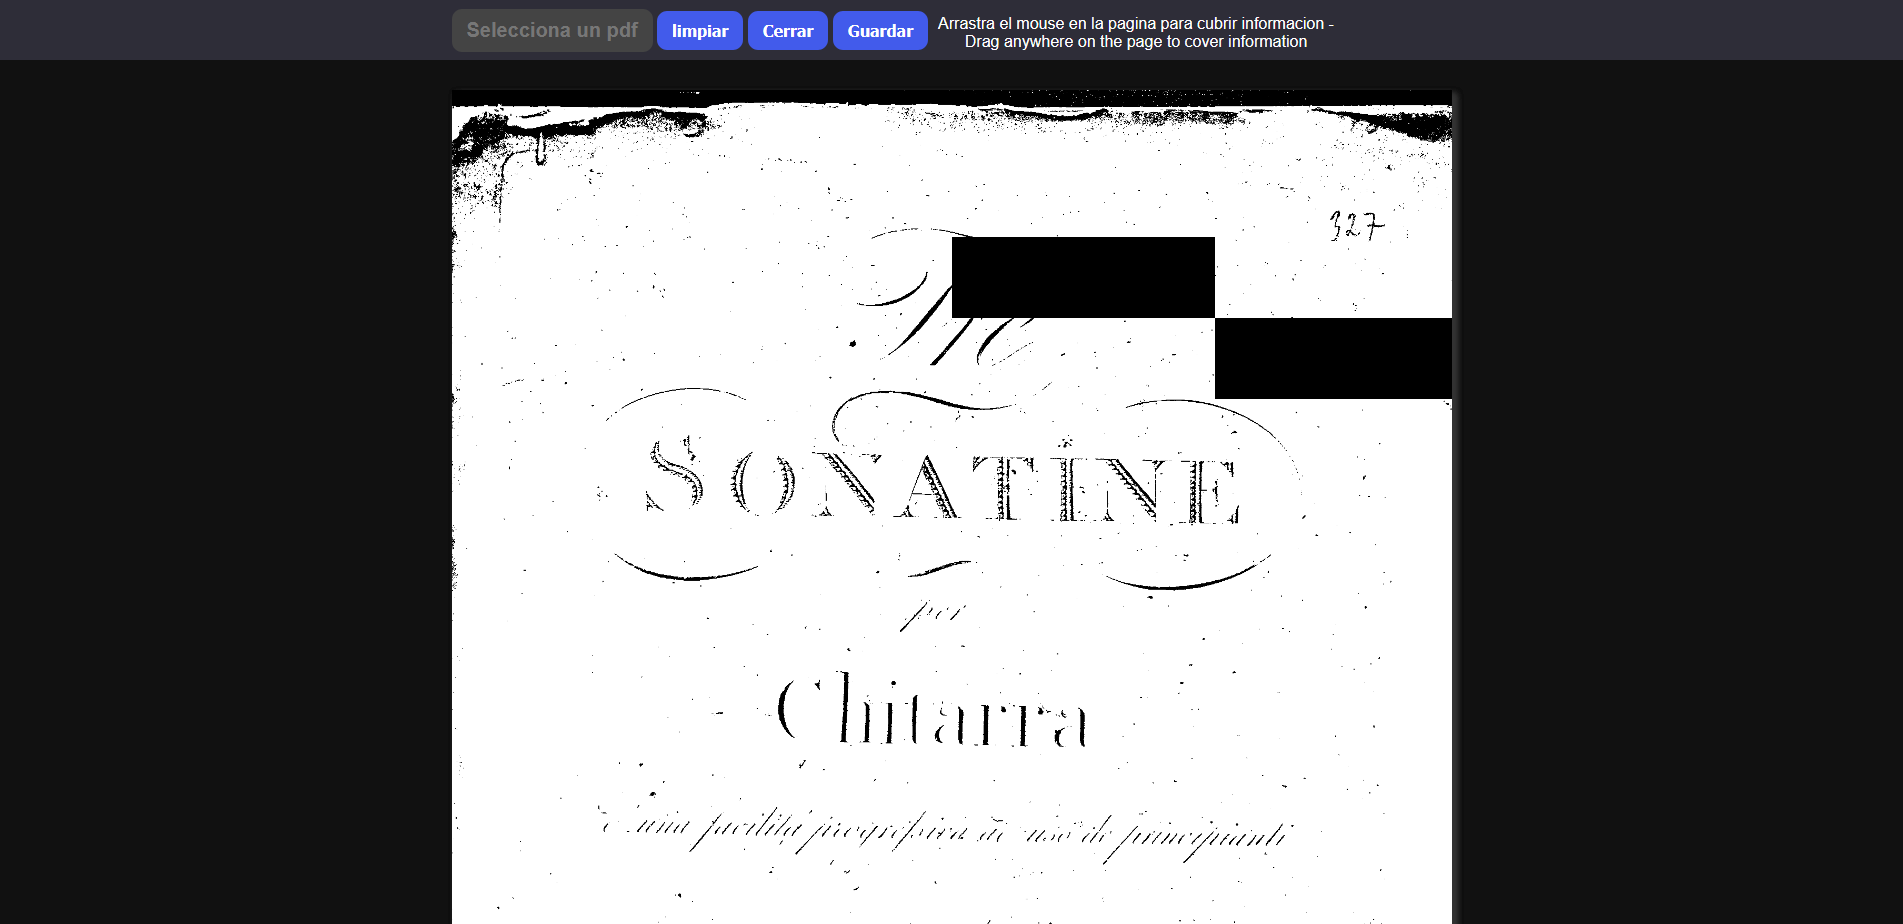 Selecciona un pdf
limpiar
Cerrar
Guardar
Arrastra el mouse en la pagina para cubrir informacion -
Drag anywhere on the page to cover information
327
SONATINE
per
Chitarra
una facilità progressiva ad uso de principianti